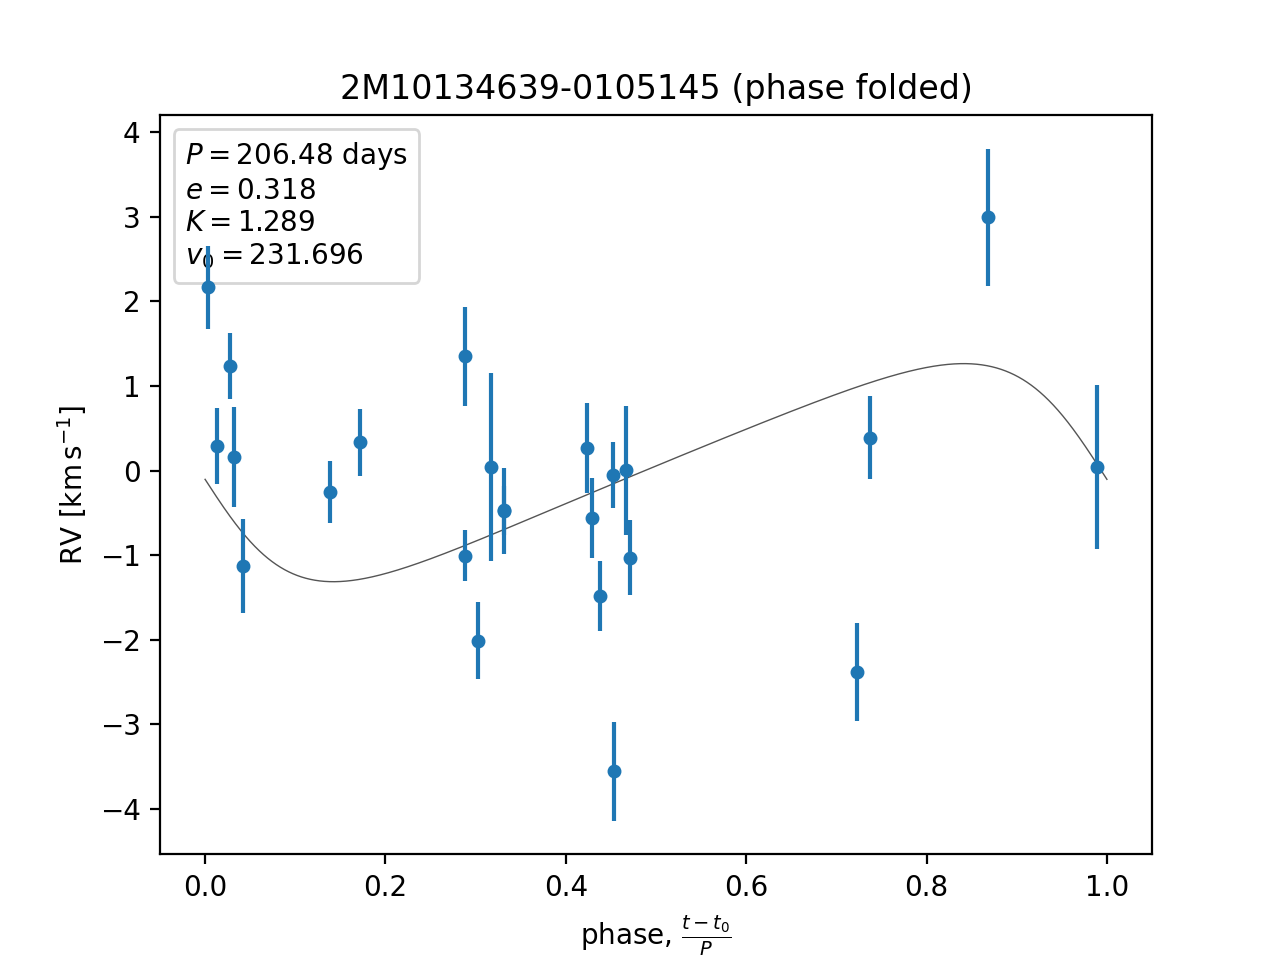 2M10134639-0105145 (phase folded)
P = 206.48 days
e = 0.318
K = 1.289
v₀ = 231.696
4
3
2
1
0
−1
−2
−3
−4
RV [km s⁻¹]
0.0 0.2 0.4 0.6 0.8 1.0
phase, (t − t₀)/P